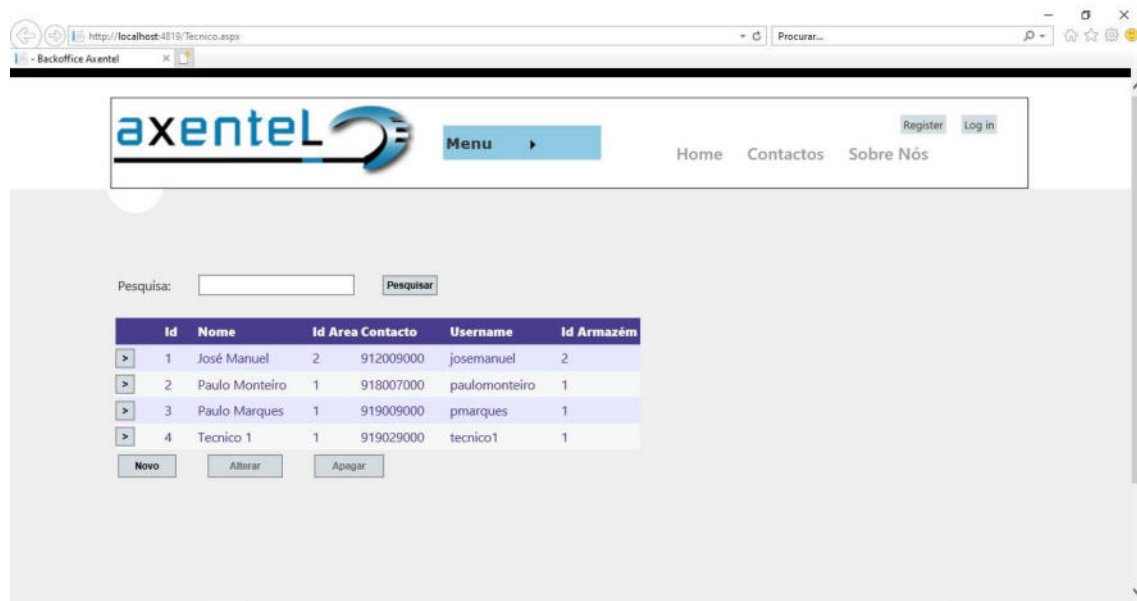 http://localhost:4819/Tecnico.aspx
Procurar...
- Backoffice Axentel
axentel
Menu
Register Log in
Home Contactos Sobre Nós
Pesquisa: Pesquisar
Id Nome Id Area Contacto Username Id Armazém
> 1 José Manuel 2 912009000 josemanuel 2
> 2 Paulo Monteiro 1 918007000 paulomonteiro 1
> 3 Paulo Marques 1 919009000 pmarques 1
> 4 Tecnico 1 1 919029000 tecnico1 1
Novo Alterar Apagar